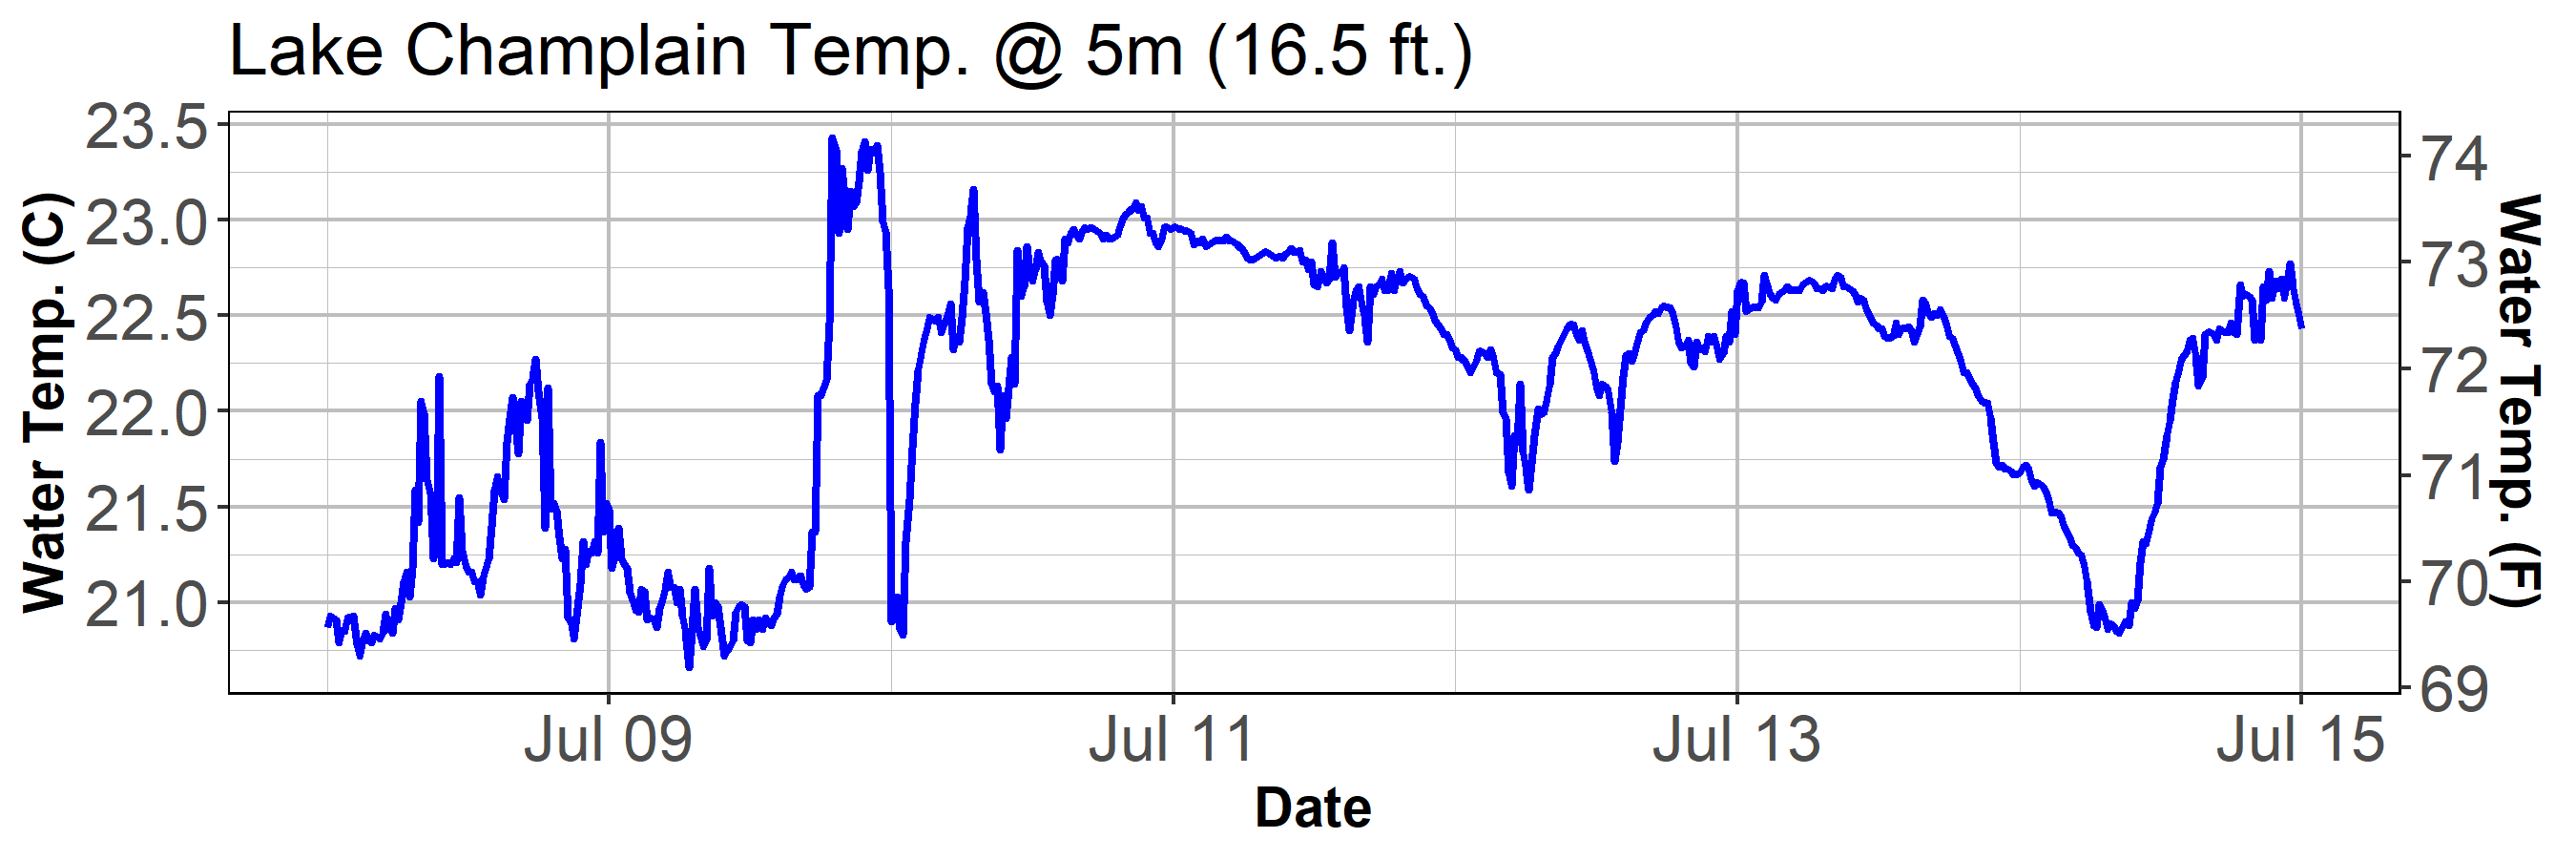 Lake Champlain Temp. @ 5m (16.5 ft.)
Water Temp. (C)
23.5
23.0
22.5
22.0
21.5
21.0
74
73
72
71
70
69
Water Temp. (F)
Jul 09 Jul 11 Jul 13 Jul 15
Date